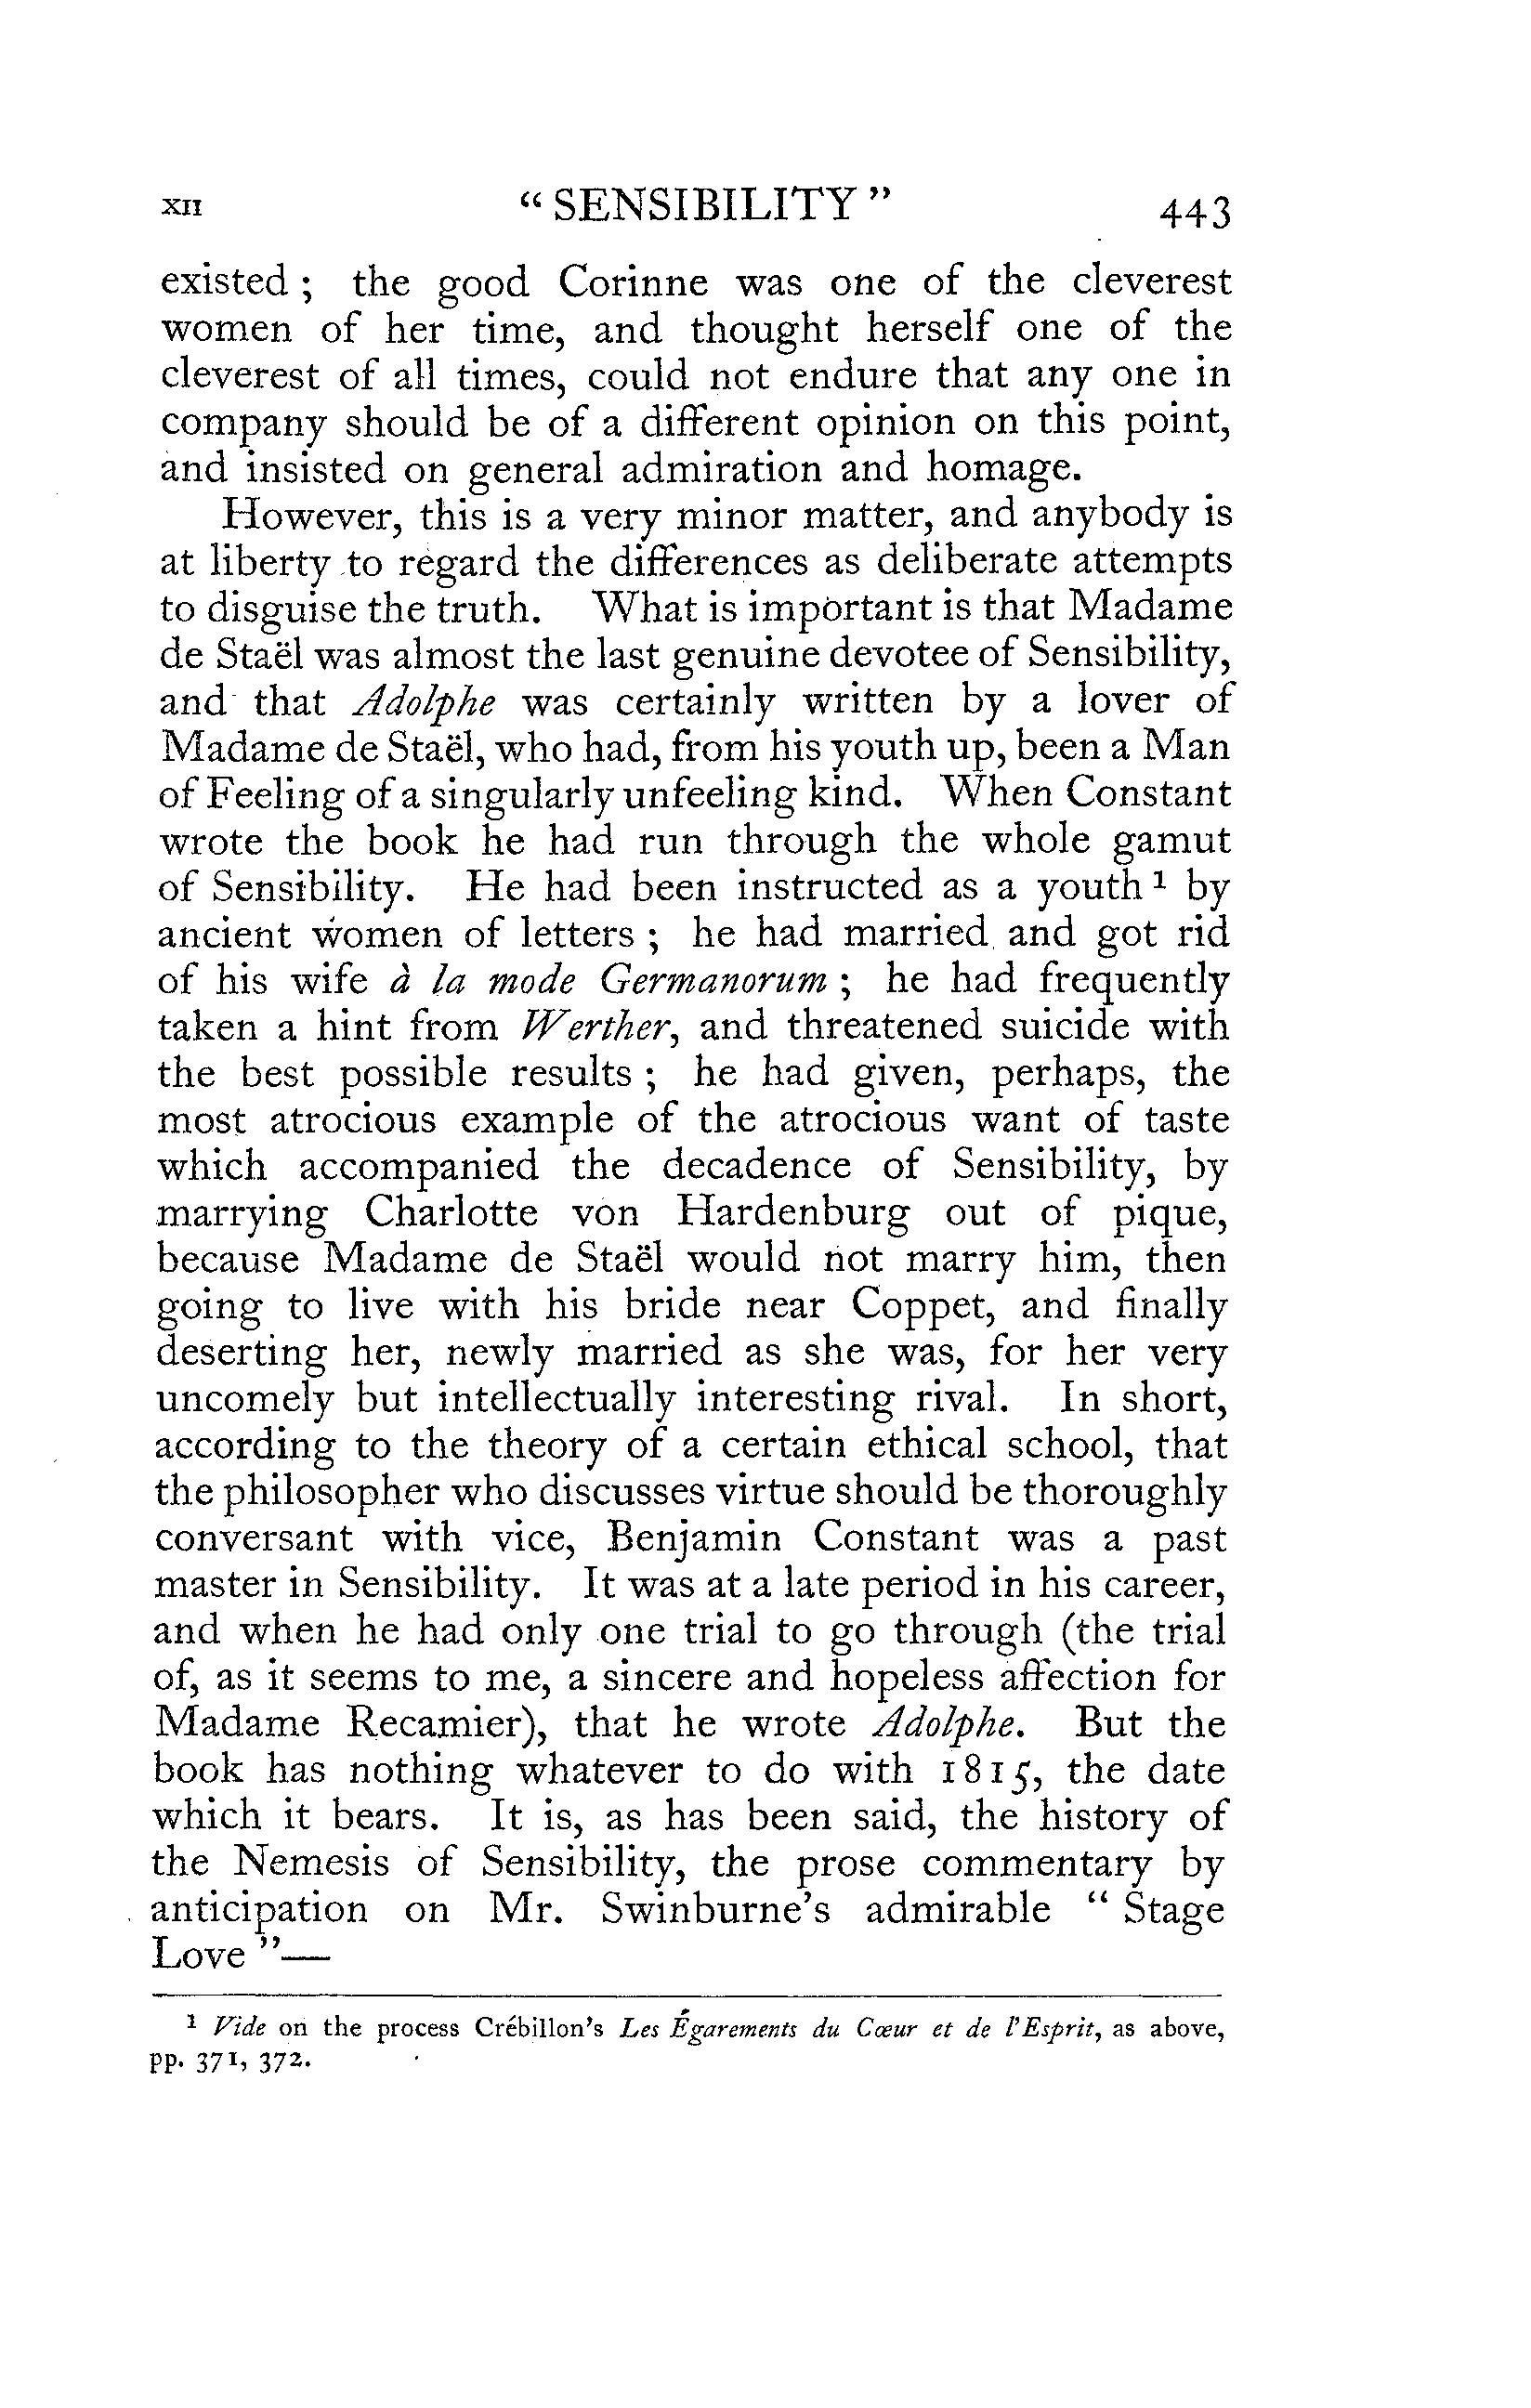 XII "SENSIBILITY" 443
existed ; the good Corinne was one of the cleverest
women of her time, and thought herself one of the
cleverest of all times, could not endure that any one in
company should be of a different opinion on this point,
and insisted on general admiration and homage.
However, this is a very minor matter, and anybody is
at liberty to regard the differences as deliberate attempts
to disguise the truth. What is important is that Madame
de Staël was almost the last genuine devotee of Sensibility,
and that Adolphe was certainly written by a lover of
Madame de Staël, who had, from his youth up, been a Man
of Feeling of a singularly unfeeling kind. When Constant
wrote the book he had run through the whole gamut
of Sensibility. He had been instructed as a youth ¹ by
ancient women of letters ; he had married and got rid
of his wife à la mode Germanorum ; he had frequently
taken a hint from Werther, and threatened suicide with
the best possible results ; he had given, perhaps, the
most atrocious example of the atrocious want of taste
which accompanied the decadence of Sensibility, by
marrying Charlotte von Hardenburg out of pique,
because Madame de Staël would not marry him, then
going to live with his bride near Coppet, and finally
deserting her, newly married as she was, for her very
uncomely but intellectually interesting rival. In short,
according to the theory of a certain ethical school, that
the philosopher who discusses virtue should be thoroughly
conversant with vice, Benjamin Constant was a past
master in Sensibility. It was at a late period in his career,
and when he had only one trial to go through (the trial
of, as it seems to me, a sincere and hopeless affection for
Madame Recamier), that he wrote Adolphe. But the
book has nothing whatever to do with 1815, the date
which it bears. It is, as has been said, the history of
the Nemesis of Sensibility, the prose commentary by
anticipation on Mr. Swinburne's admirable "Stage
Love"—
¹ Vide on the process Crébillon's Les Égarements du Cœur et de l'Esprit, as above,
pp. 371, 372.